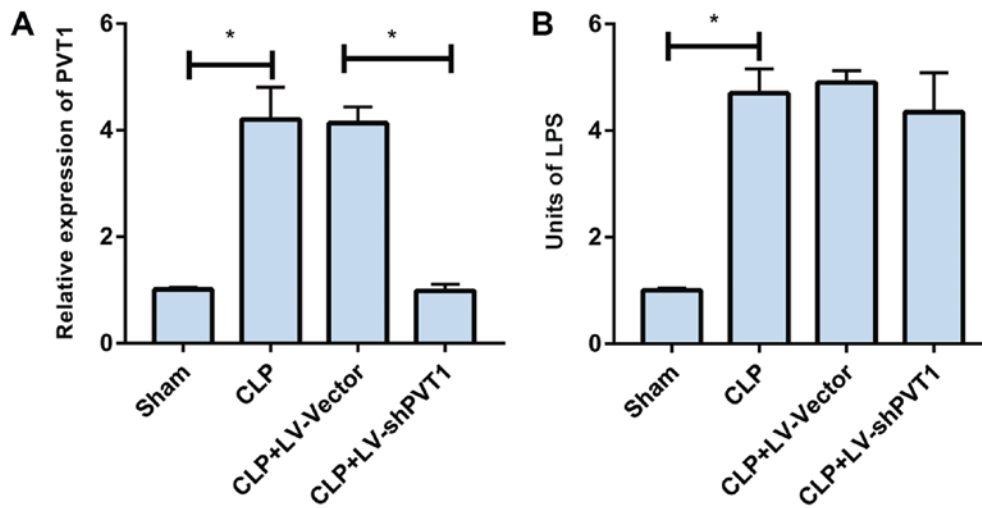 A
Relative expression of PVT1
6
4
2
0
*
*
Sham
CLP
CLP+LV-Vector
CLP+LV-shPVT1
B
Units of LPS
6
4
2
0
*
Sham
CLP
CLP+LV-Vector
CLP+LV-shPVT1